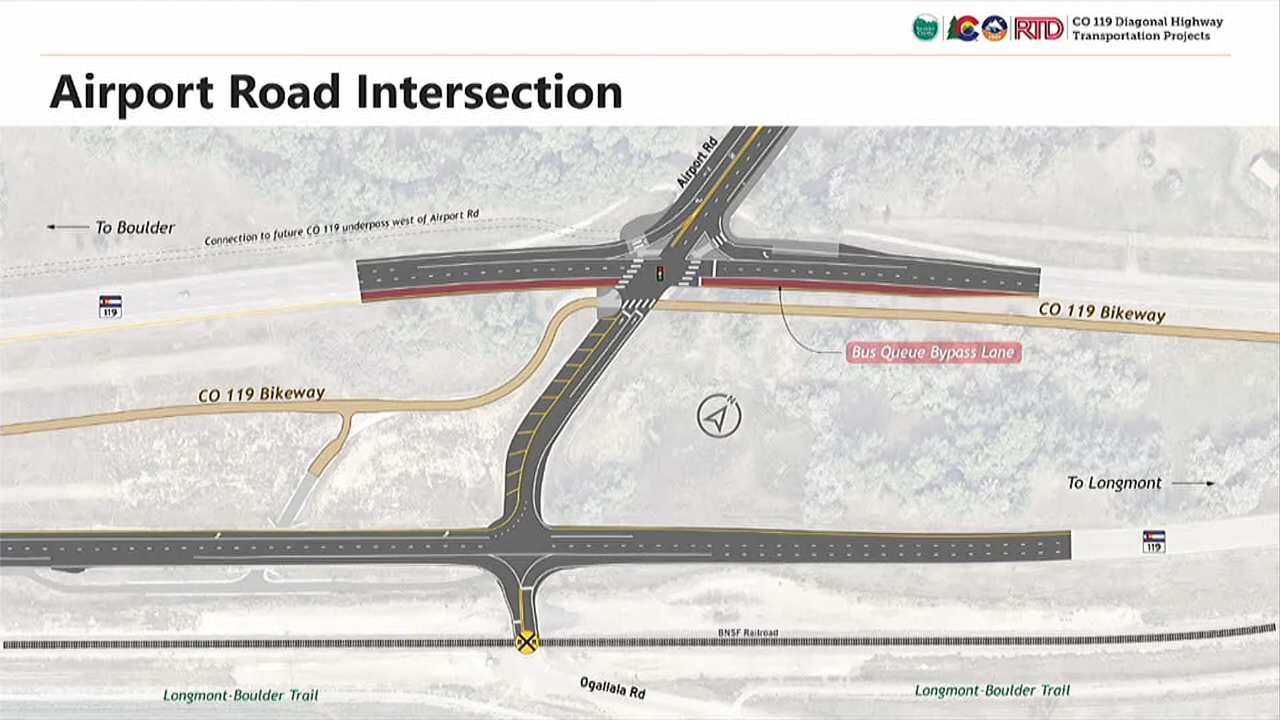 RTD
CO 119 Diagonal Highway
Transportation Projects
Airport Road Intersection
Airport Rd
To Boulder
Connection to future CO 119 underpass west of Airport Rd
119
CO 119 Bikeway
Bus Queue Bypass Lane
CO 119 Bikeway
N
To Longmont
119
BNSF Railroad
Ogallala Rd
Longmont-Boulder Trail
Longmont-Boulder Trail